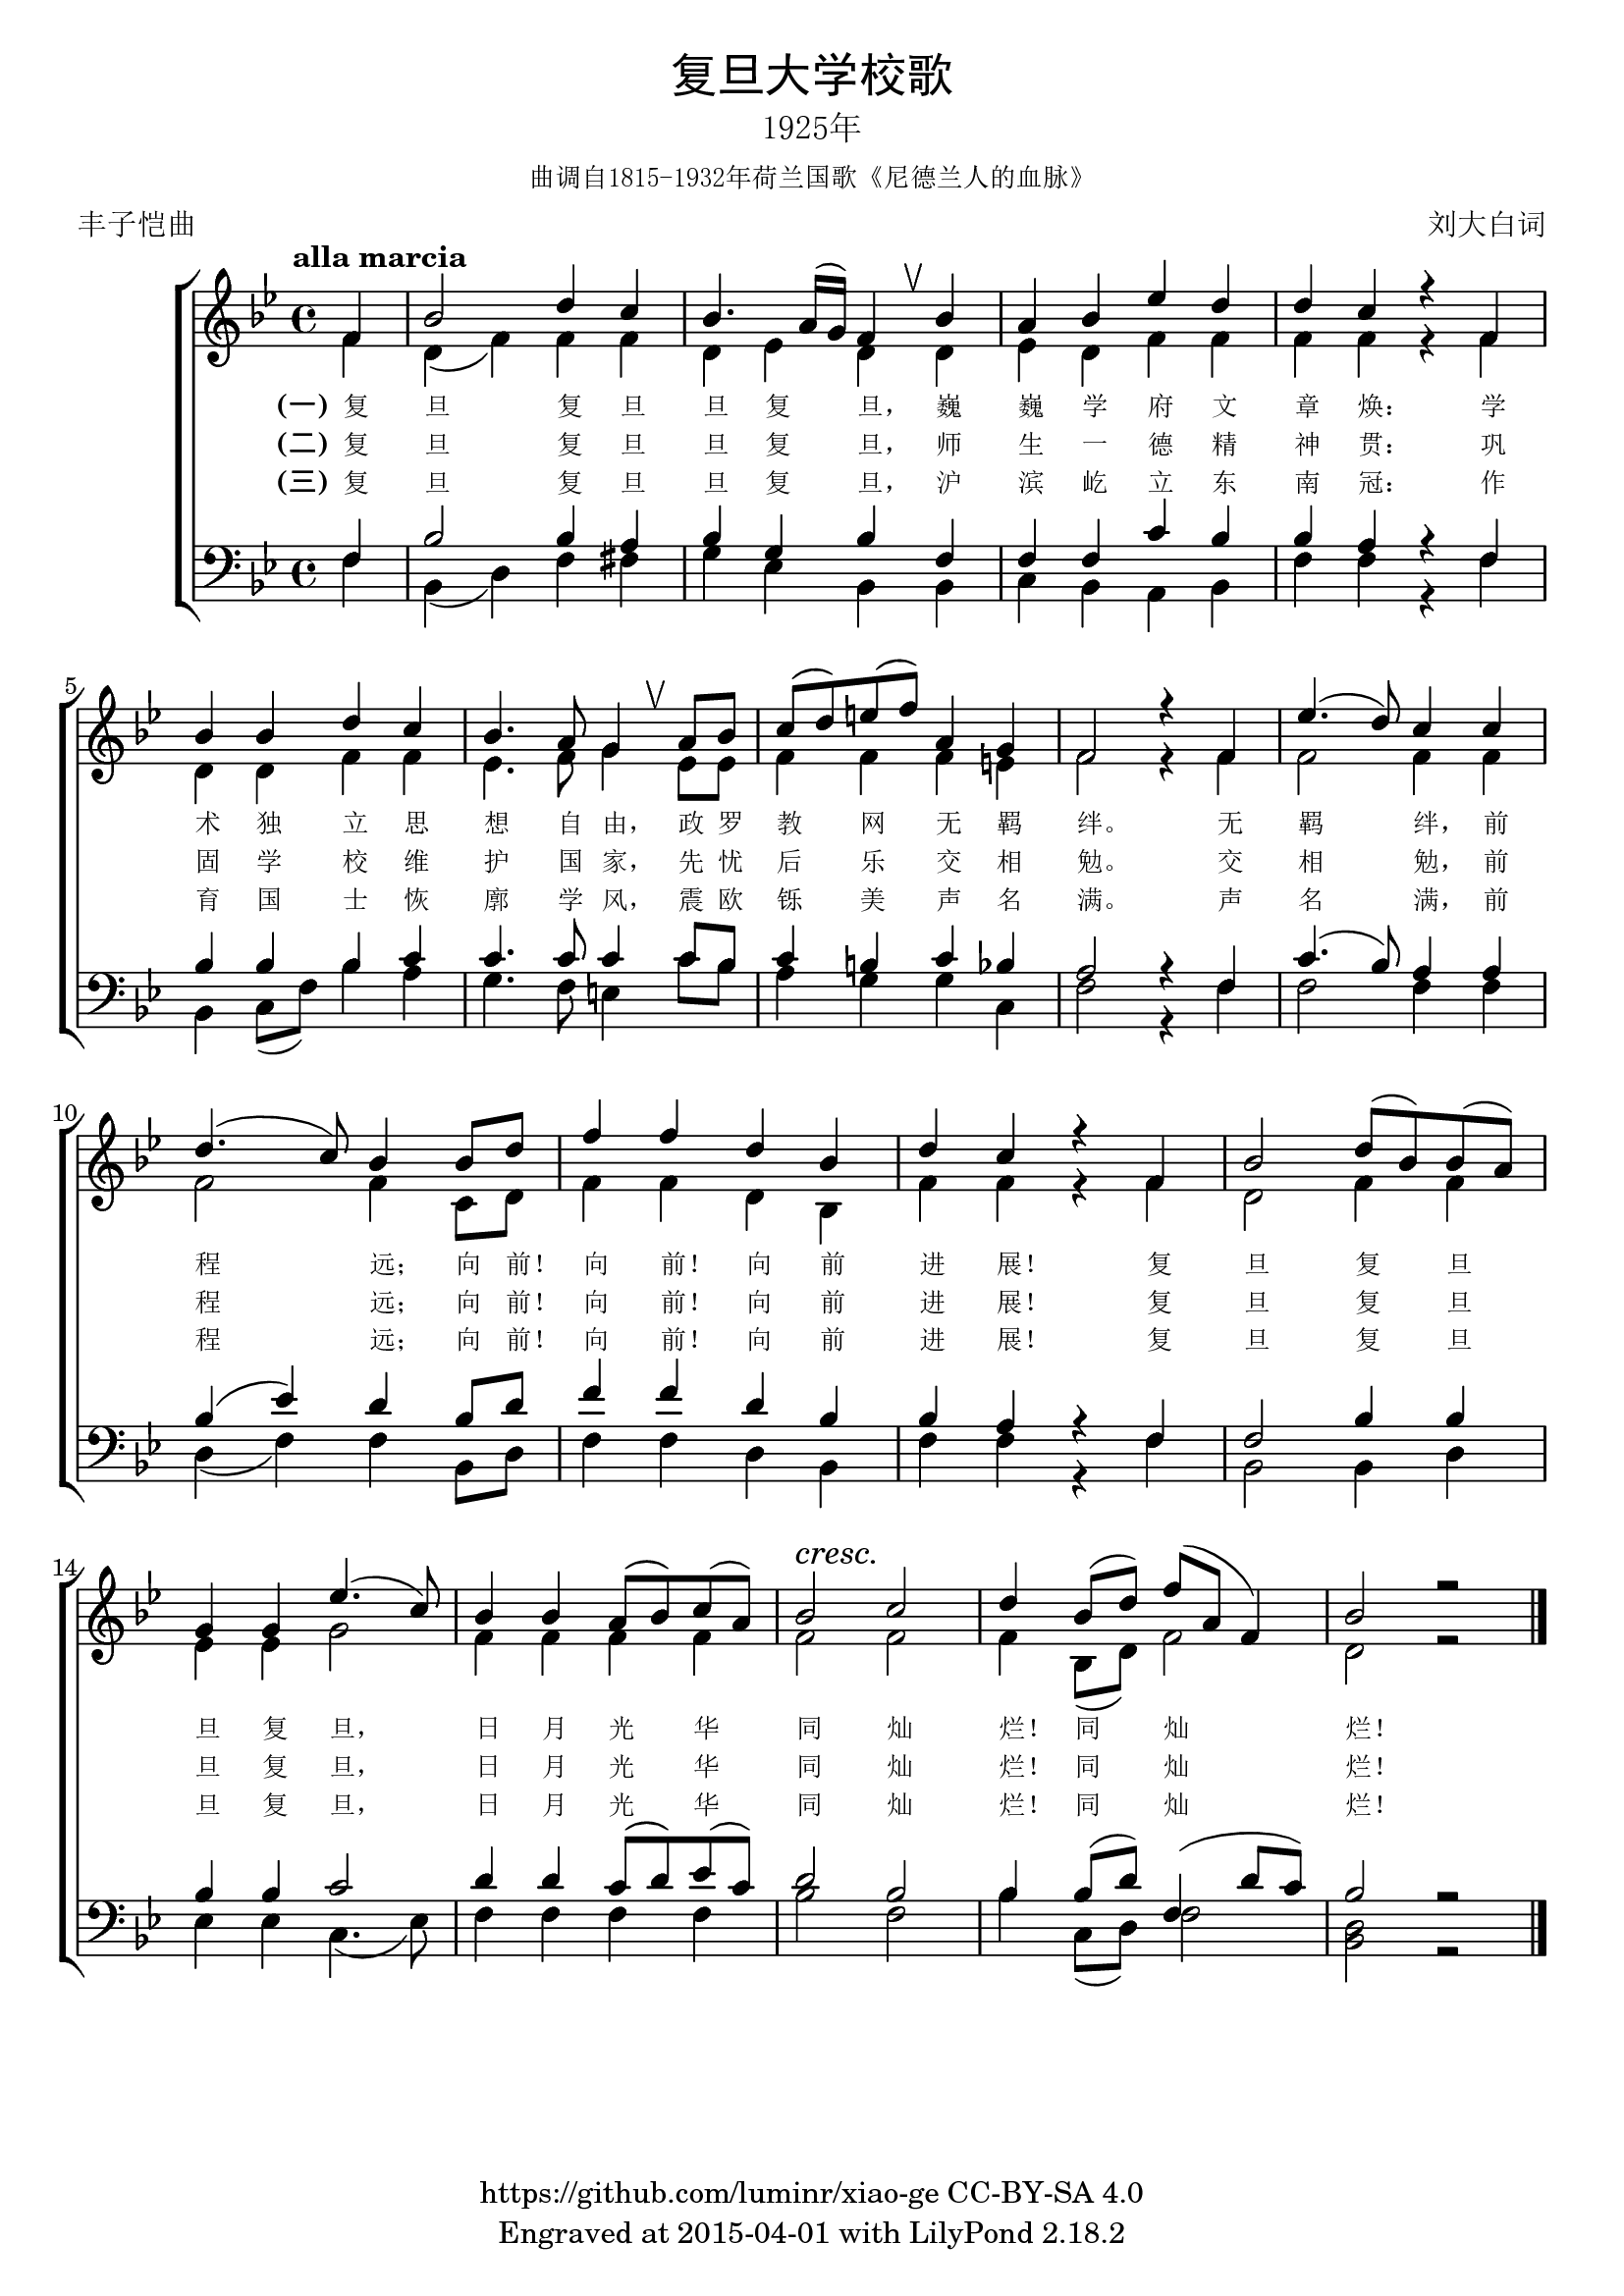 复旦大学校歌
1925年
曲调自1815-1932年荷兰国歌《尼德兰人的血脉》
丰子恺曲 刘大白词
alla marcia
(一) 复 旦 复 旦 旦 复 旦， 巍 巍 学 府 文 章 焕： 学
(二) 复 旦 复 旦 旦 复 旦， 师 生 一 德 精 神 贯： 巩
(三) 复 旦 复 旦 旦 复 旦， 沪 滨 屹 立 东 南 冠： 作
5
术 独 立 思 想 自 由， 政 罗 教 网 无 羁 绊。 无 羁 绊， 前
固 学 校 维 护 国 家， 先 忧 后 乐 交 相 勉。 交 相 勉， 前
育 国 士 恢 廓 学 风， 震 欧 铄 美 声 名 满。 声 名 满， 前
10
程 远； 向 前！ 向 前！ 向 前 进 展！ 复 旦 复 旦
程 远； 向 前！ 向 前！ 向 前 进 展！ 复 旦 复 旦
程 远； 向 前！ 向 前！ 向 前 进 展！ 复 旦 复 旦
14
cresc.
旦 复 旦， 日 月 光 华 同 灿 烂！ 同 灿 烂！
旦 复 旦， 日 月 光 华 同 灿 烂！ 同 灿 烂！
旦 复 旦， 日 月 光 华 同 灿 烂！ 同 灿 烂！
https://github.com/luminr/xiao-ge CC-BY-SA 4.0
Engraved at 2015-04-01 with LilyPond 2.18.2